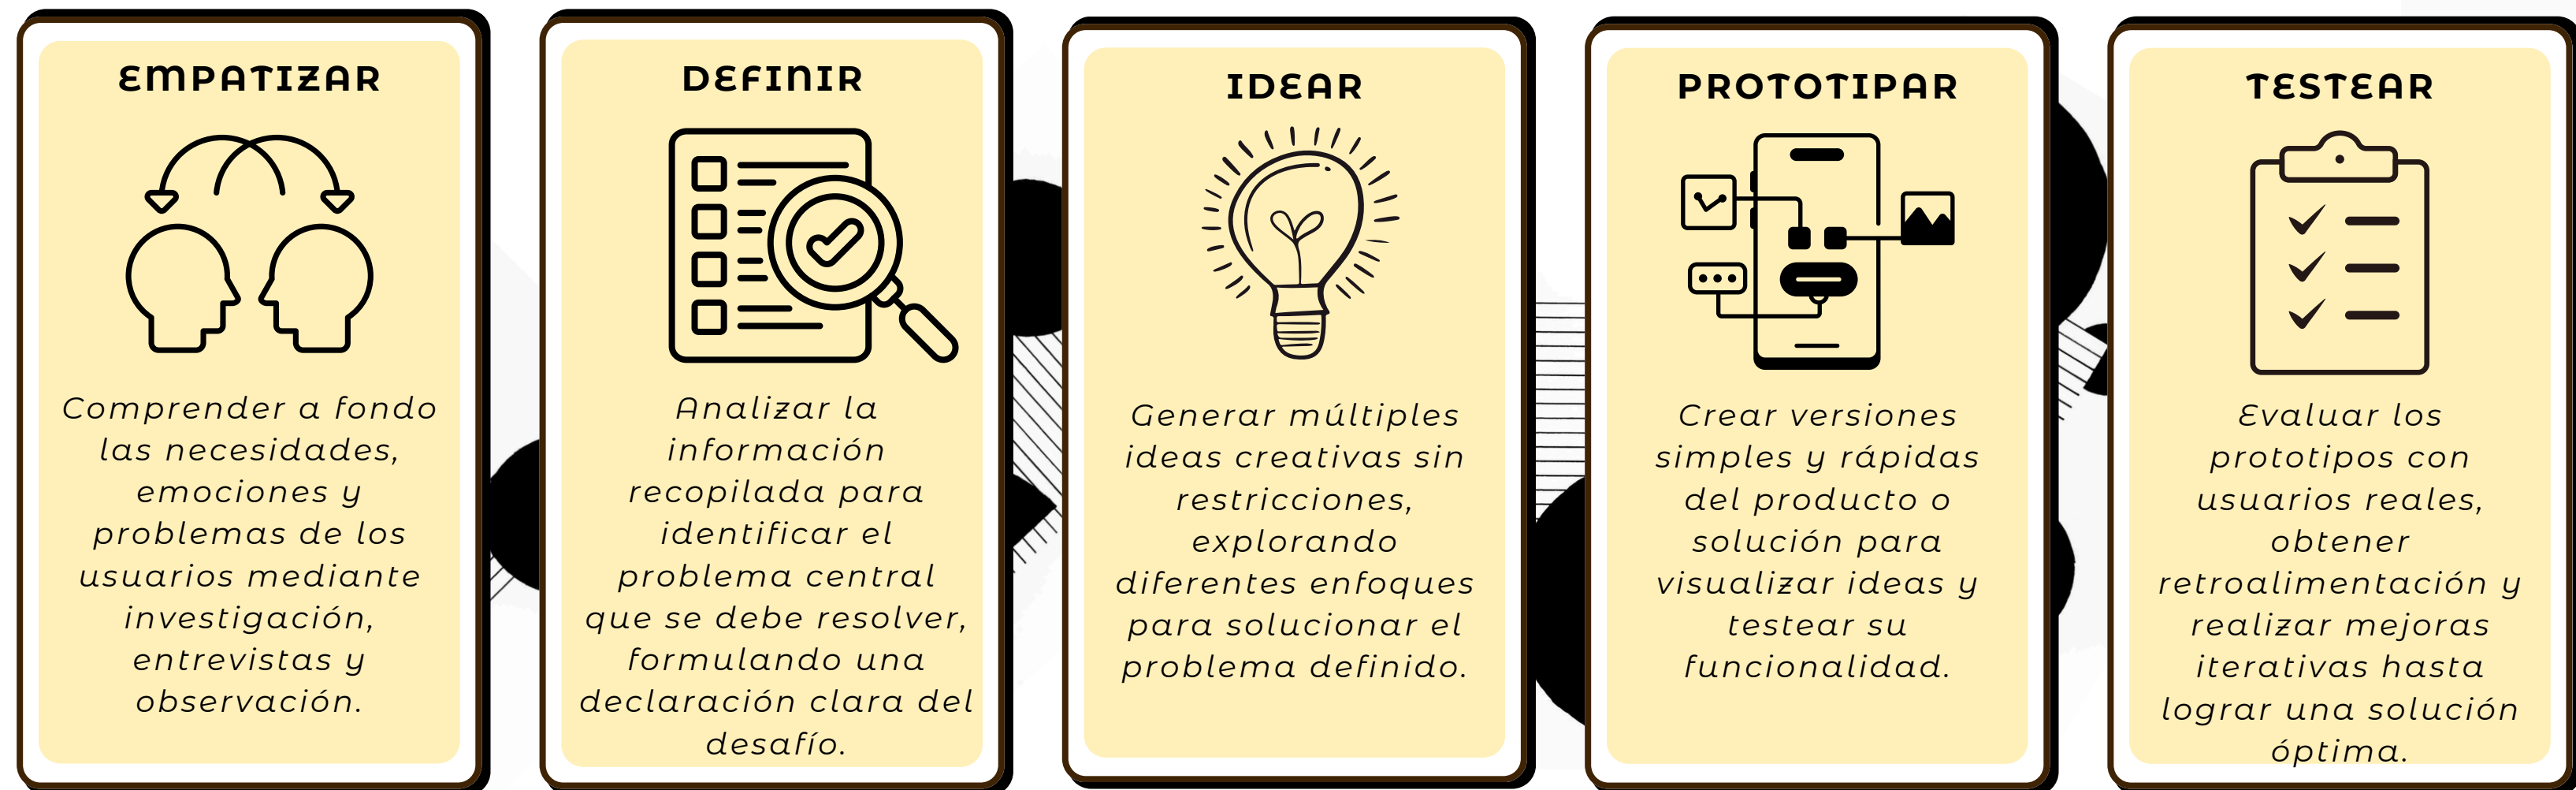 EMPATIZAR
Comprender a fondo
las necesidades,
emociones y
problemas de los
usuarios mediante
investigación,
entrevistas y
observación.
DEFINIR
Analizar la
información
recopilada para
identificar el
problema central
que se debe resolver,
formulando una
declaración clara del
desafío.
IDEAR
Generar múltiples
ideas creativas sin
restricciones,
explorando
diferentes enfoques
para solucionar el
problema definido.
PROTOTIPAR
Crear versiones
simples y rápidas
del producto o
solución para
visualizar ideas y
testear su
funcionalidad.
TESTEAR
Evaluar los
prototipos con
usuarios reales,
obtener
retroalimentación y
realizar mejoras
iterativas hasta
lograr una solución
óptima.